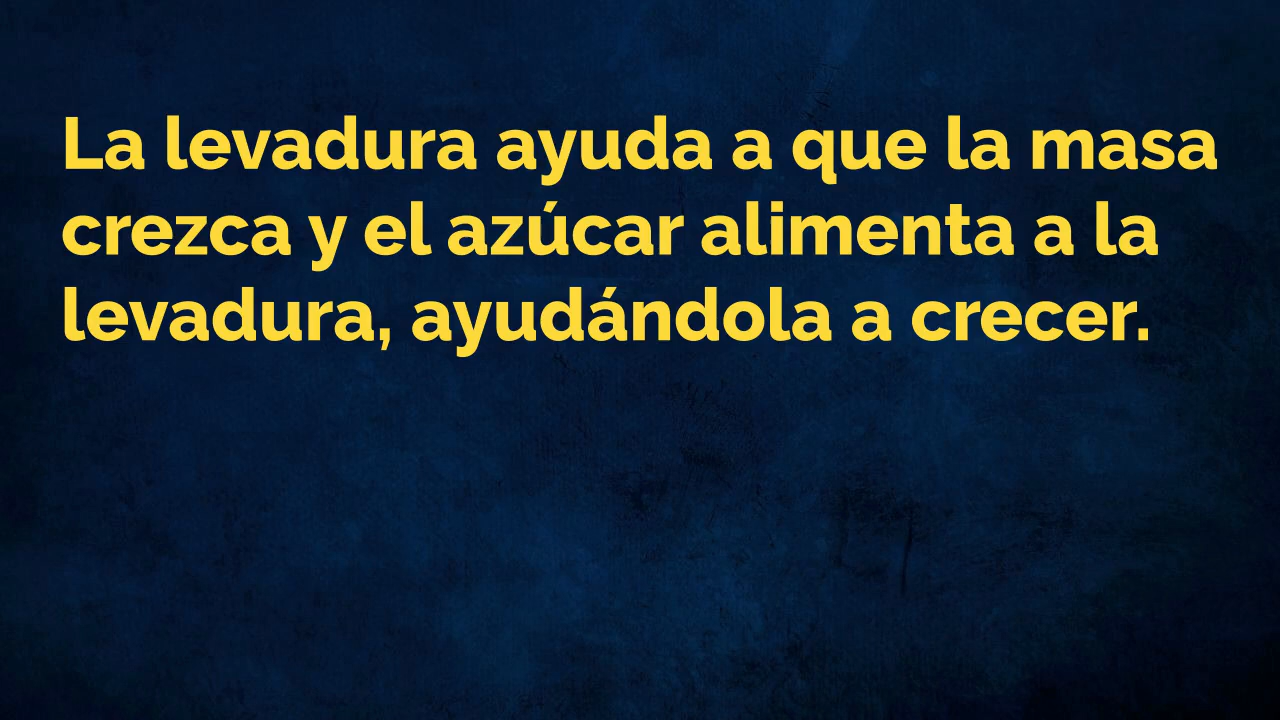 La levadura ayuda a que la masa
crezca y el azúcar alimenta a la
levadura, ayudándola a crecer.